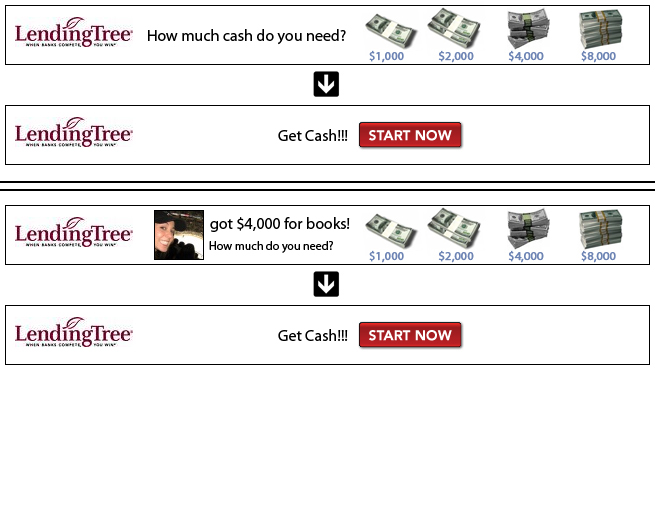 LendingTree®
WHEN BANKS COMPETE, YOU WIN®
How much cash do you need?
$1,000 $2,000 $4,000 $8,000
LendingTree®
WHEN BANKS COMPETE, YOU WIN®
Get Cash!!! START NOW
LendingTree®
WHEN BANKS COMPETE, YOU WIN®
got $4,000 for books!
How much do you need?
$1,000 $2,000 $4,000 $8,000
LendingTree®
WHEN BANKS COMPETE, YOU WIN®
Get Cash!!! START NOW